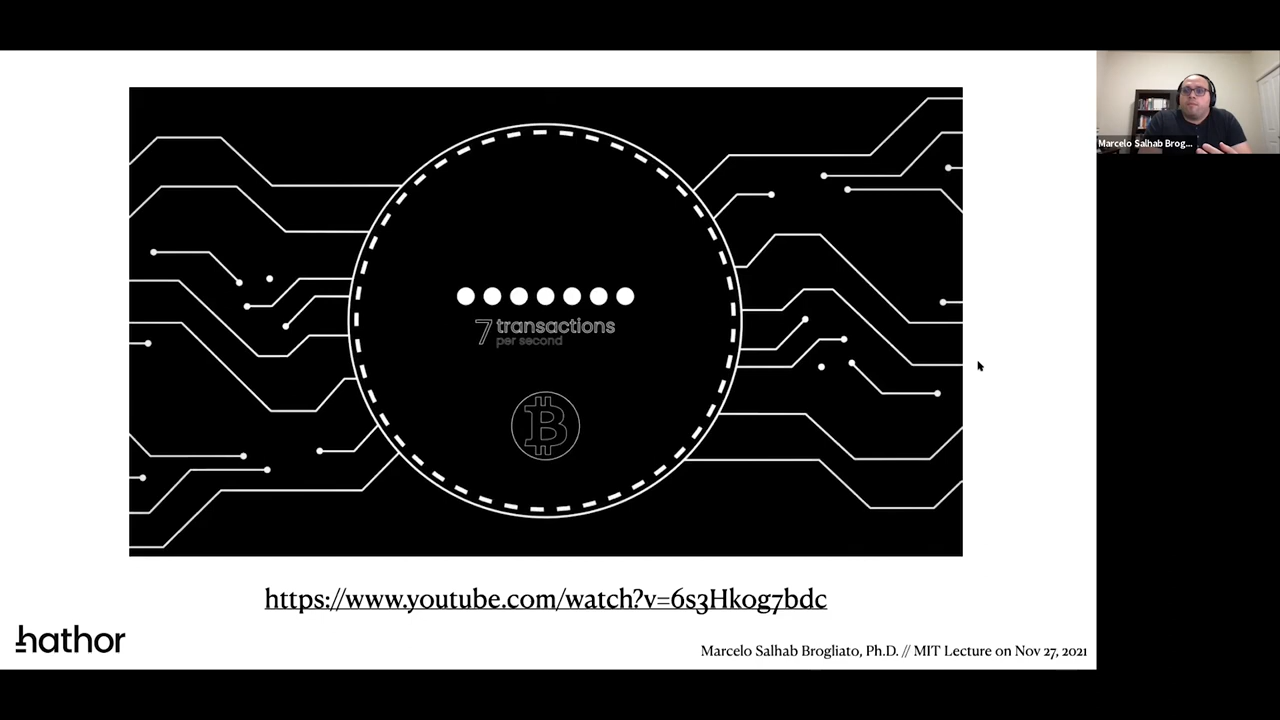 Marcelo Salhab Brog...
7 transactions
per second
https://www.youtube.com/watch?v=6s3Hkog7bdc
hathor
Marcelo Salhab Brogliato, Ph.D. // MIT Lecture on Nov 27, 2021